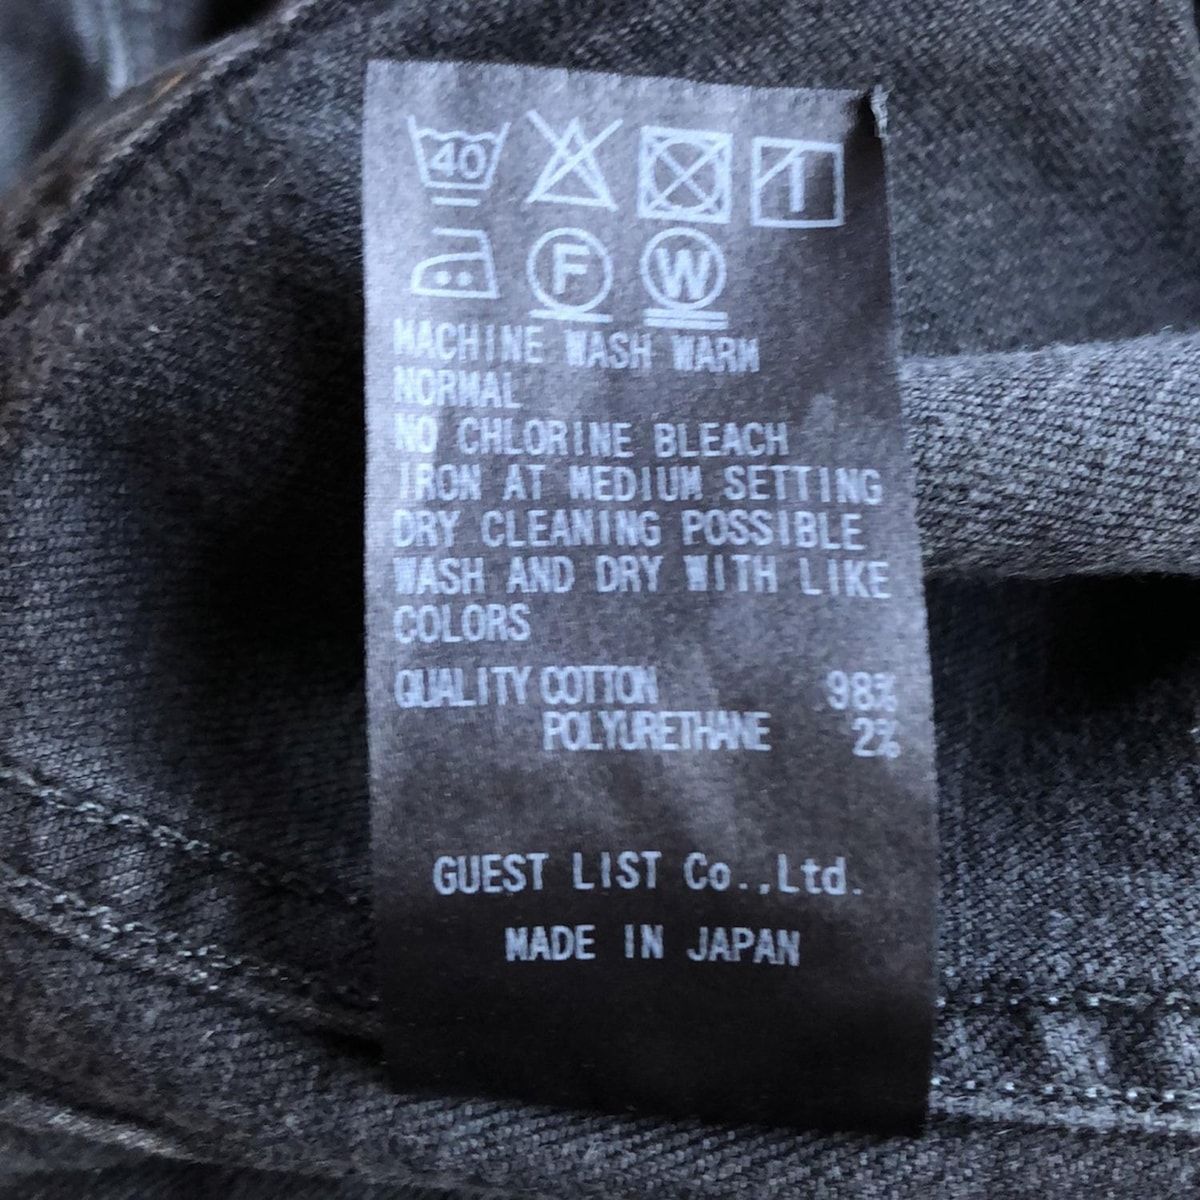 40
F W
MACHINE WASH WARM
NORMAL
NO CHLORINE BLEACH
IRON AT MEDIUM SETTING
DRY CLEANING POSSIBLE
WASH AND DRY WITH LIKE
COLORS
QUALITY COTTON 98%
POLYURETHANE 2%
GUEST LIST Co.,Ltd.
MADE IN JAPAN